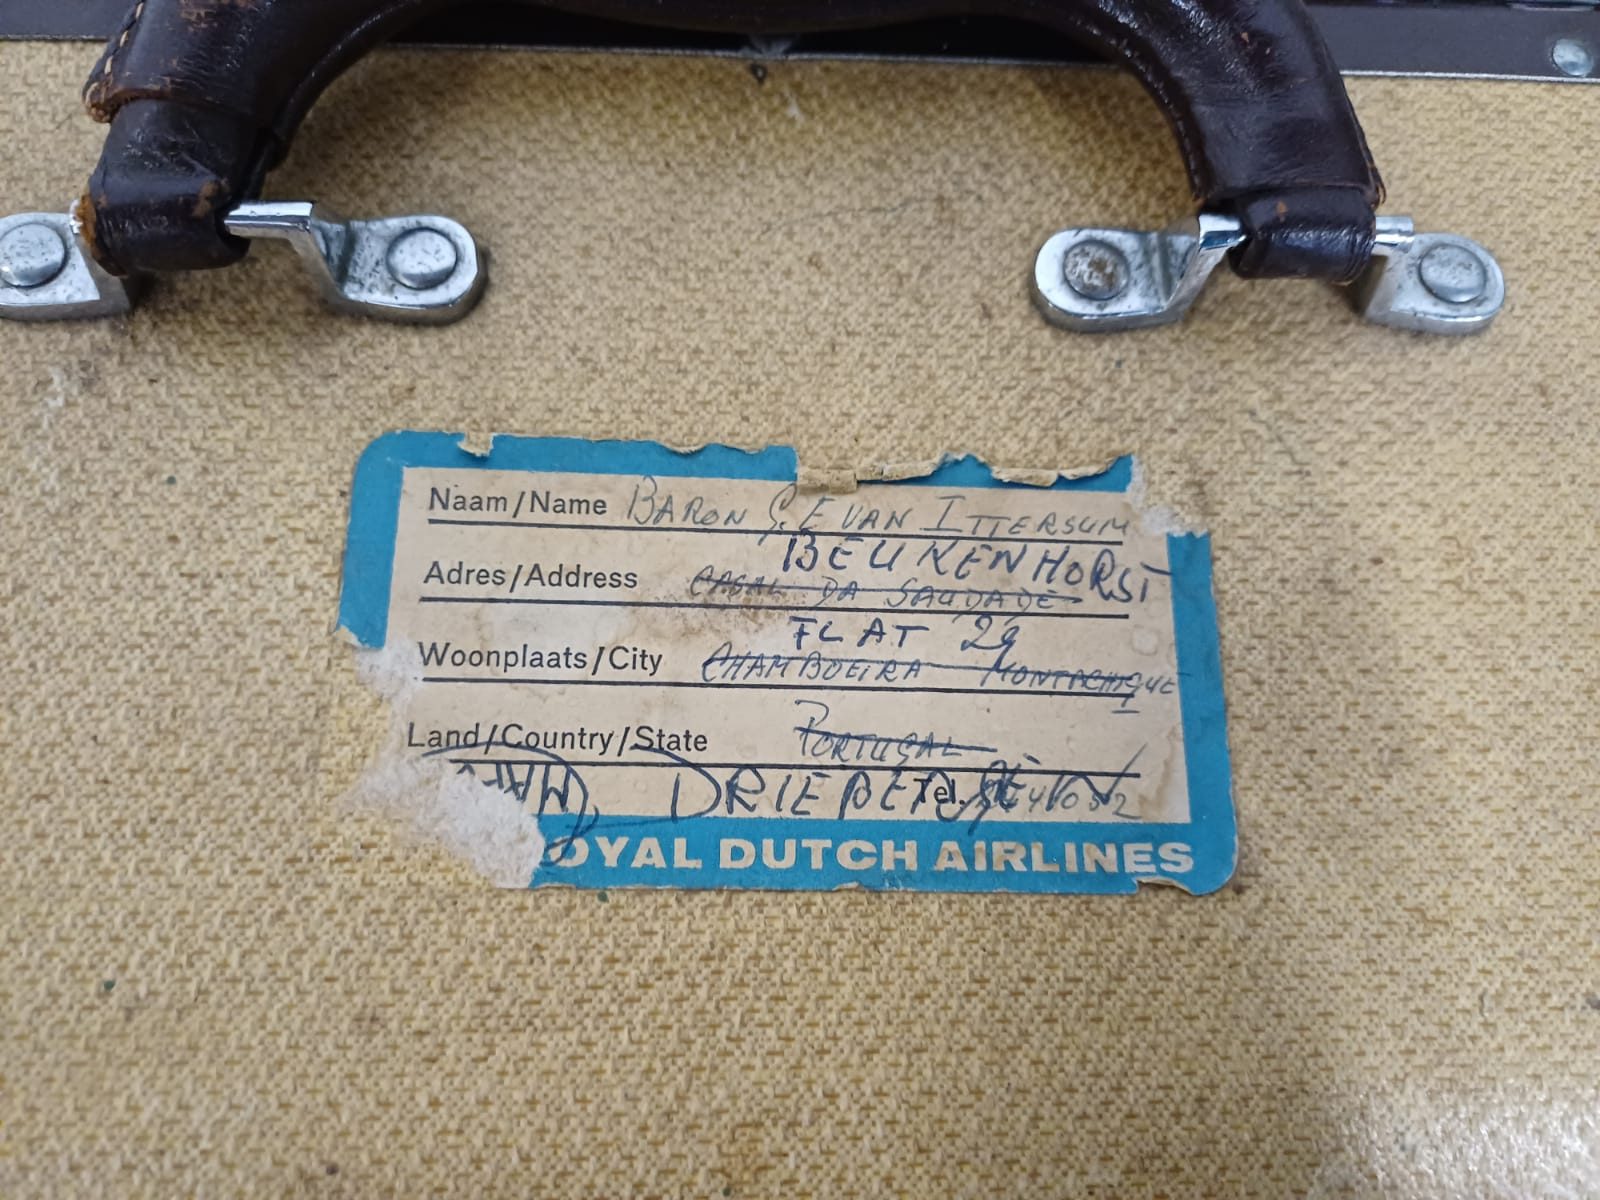 Naam/Name BARON G.E VAN ITTERSUM
BEUKENHORST
Adres/Address CASAL DA SAUDADE
FLAT 29
Woonplaats/City CHAMBOEIRA MONTACHIQUE
Land/Country/State PORTUGAL
DRIEBERGEN
Tel.
OYAL DUTCH AIRLINES